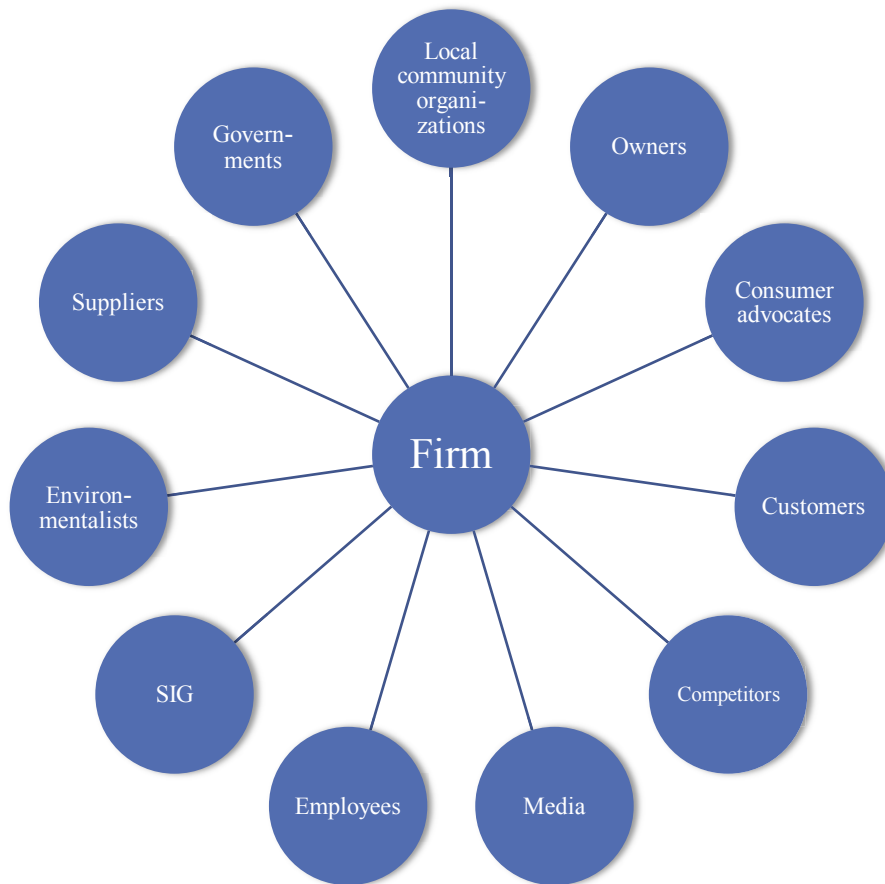 Local
community
organi-
zations
Govern-
ments
Owners
Suppliers
Consumer
advocates
Firm
Environ-
mentalists
Customers
SIG
Competitors
Employees
Media